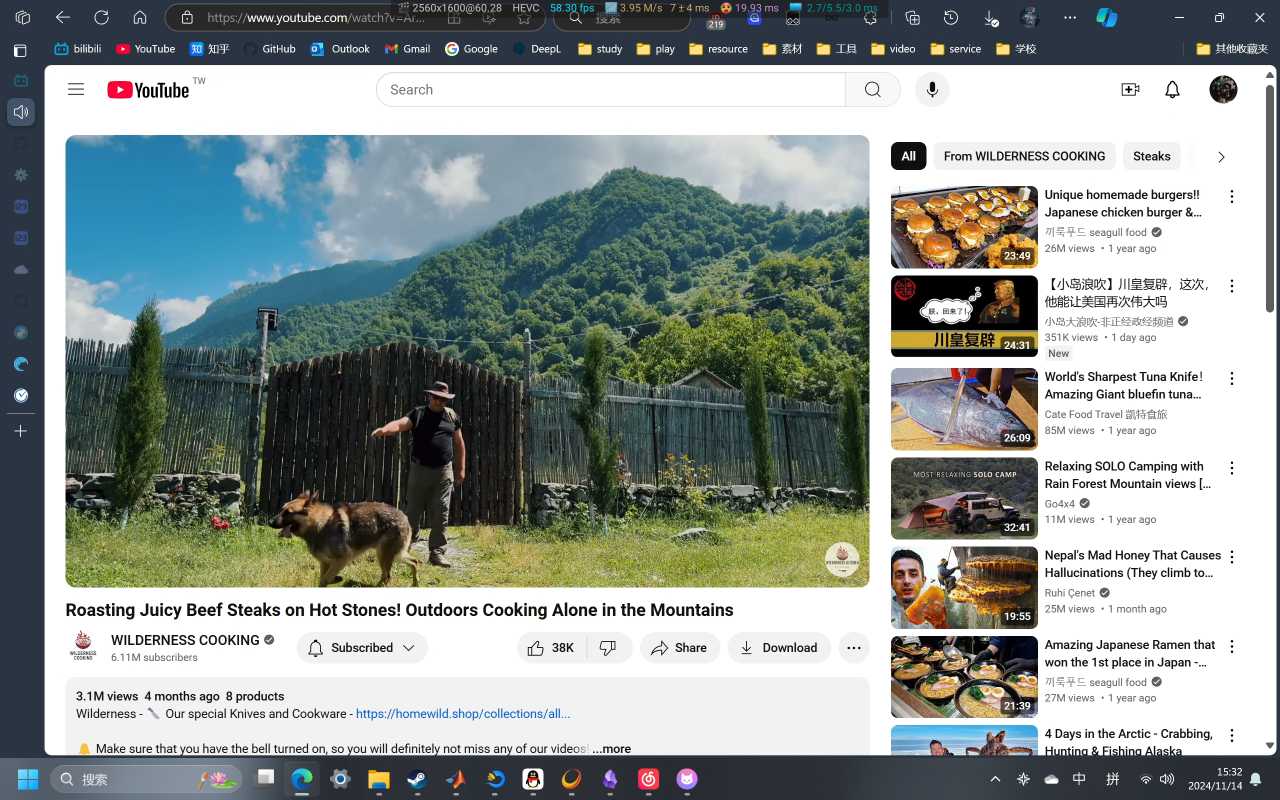 https://www.youtube.com/watch?v=Ar...
2560x1600@60.28 HEVC 58.30 fps 3.95 M/s 7 ± 4 ms 19.93 ms 2.7/5.5/3.0 ms
搜索
219
bilibili
YouTube
知 知乎
GitHub
Outlook
Gmail
Google
DeepL
study
play
resource
素材
工具
video
service
学校
其他收藏夹
YouTube TW
Search
All
From WILDERNESS COOKING
Steaks
Unique homemade burgers!!
Japanese chicken burger &...
끼룩푸드 seagull food
26M views • 1 year ago
23:49
【小岛浪吹】川皇复辟，这次，
他能让美国再次伟大吗
小岛大浪吹-非正经政经频道
351K views • 1 day ago
New
朕，回来了！
川皇复辟
24:31
World's Sharpest Tuna Knife!
Amazing Giant bluefin tuna...
Cate Food Travel 凯特食旅
85M views • 1 year ago
26:09
Relaxing SOLO Camping with
Rain Forest Mountain views [...
Go4x4
11M views • 1 year ago
MOST RELAXING SOLO CAMP
32:41
Nepal's Mad Honey That Causes
Hallucinations (They climb to...
Ruhi Çenet
25M views • 1 month ago
19:55
Amazing Japanese Ramen that
won the 1st place in Japan -...
끼룩푸드 seagull food
27M views • 1 year ago
21:39
4 Days in the Arctic - Crabbing,
Hunting & Fishing Alaska
Roasting Juicy Beef Steaks on Hot Stones! Outdoors Cooking Alone in the Mountains
WILDERNESS COOKING
WILDERNESS COOKING
6.11M subscribers
Subscribed
38K
Share
Download
3.1M views 4 months ago 8 products
Wilderness - 🔪 Our special Knives and Cookware - https://homewild.shop/collections/all...
🔔 Make sure that you have the bell turned on, so you will definitely not miss any of our videos! ...more
搜索
中
拼
15:32
2024/11/14